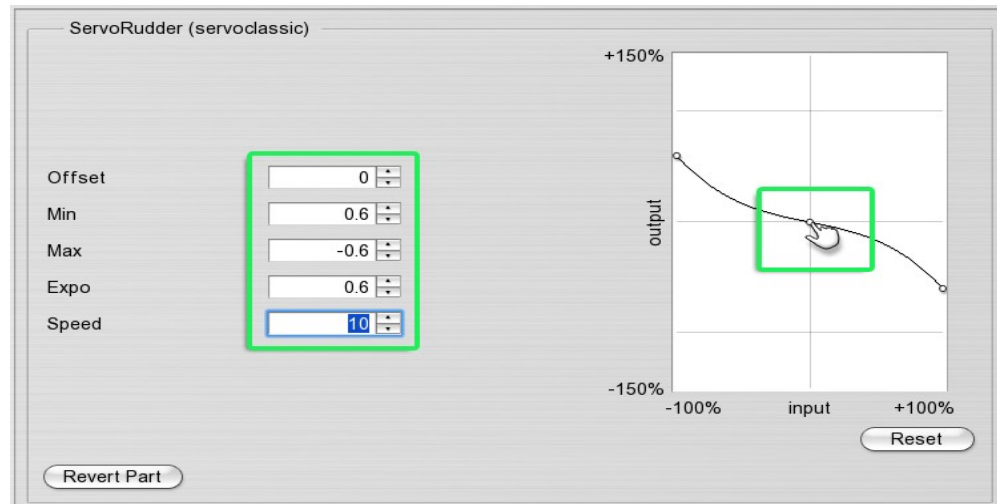 ServoRudder (servoclassic)
+150%
Offset 0
Min 0.6
Max -0.6
Expo 0.6
Speed 10
output
-150%
-100% input +100%
Reset
Revert Part